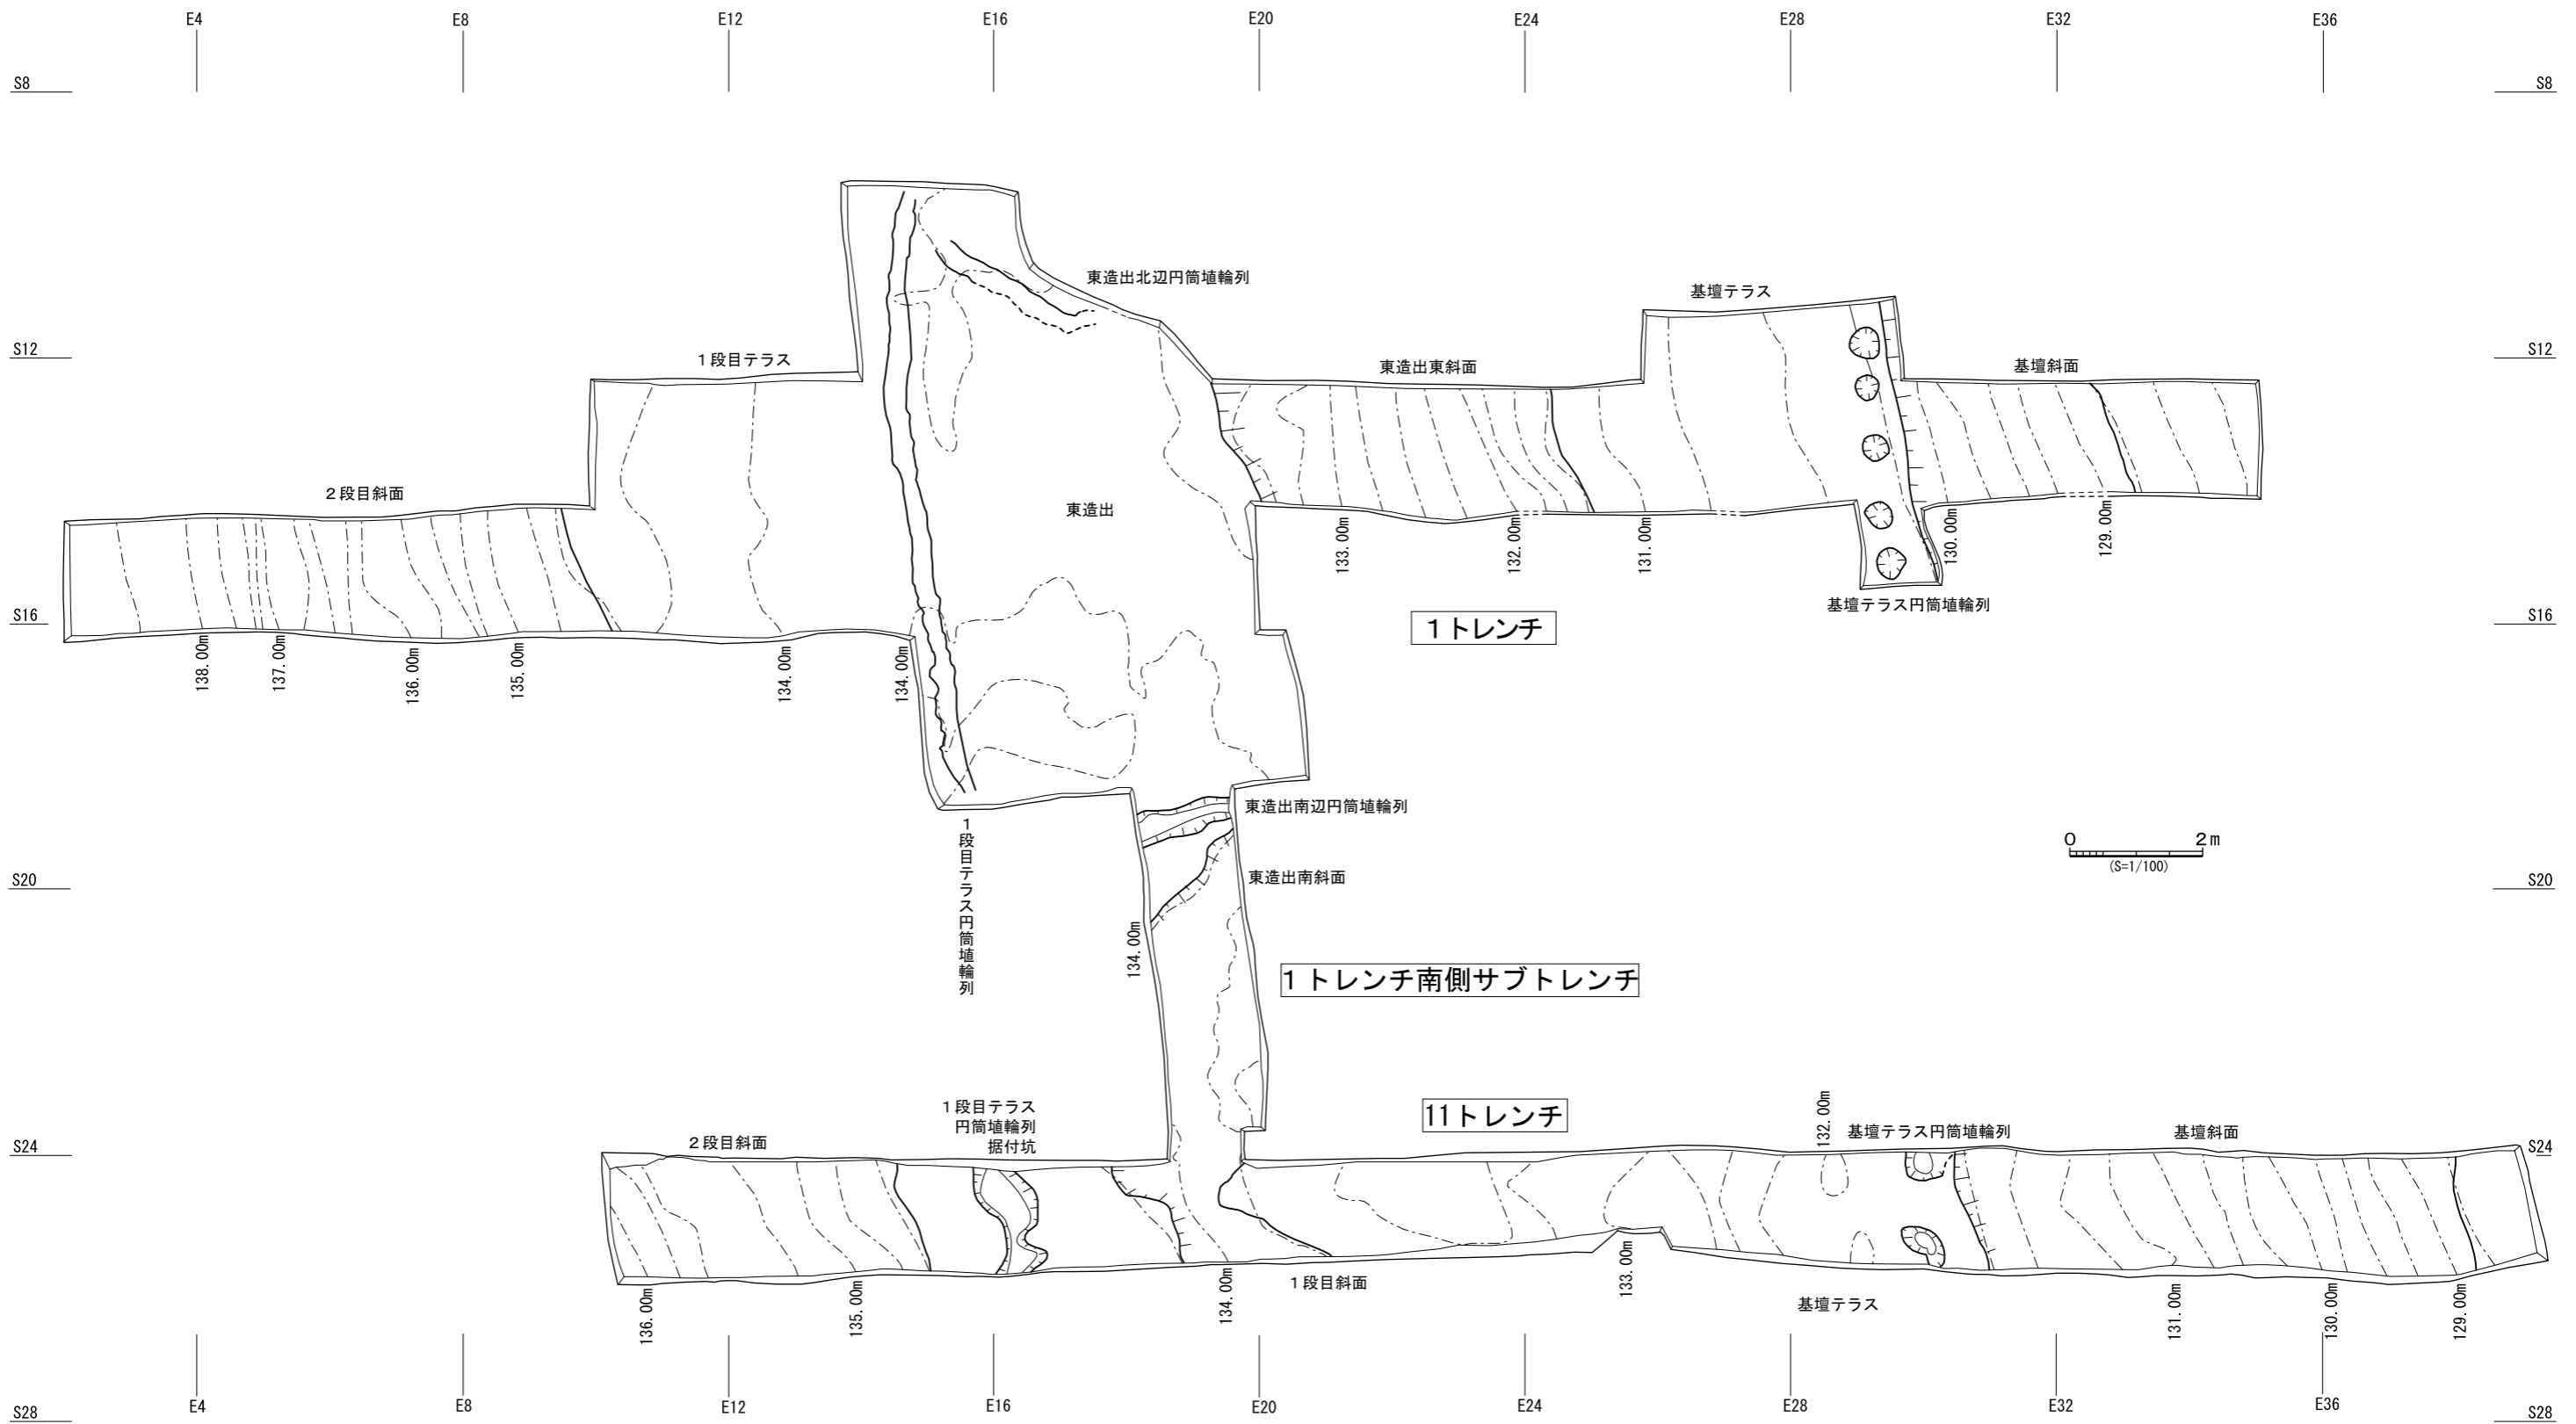 E4
E8
E12
E16
E20
E24
E28
E32
E36
S8
S8
東造出北辺円筒埴輪列
基壇テラス
S12
1段目テラス
東造出東斜面
基壇斜面
S12
2段目斜面
東造出
133.00m
132.00m
131.00m
130.00m
129.00m
基壇テラス円筒埴輪列
S16
1トレンチ
S16
138.00m
137.00m
136.00m
135.00m
134.00m
134.00m
東造出南辺円筒埴輪列
1段目テラス円筒埴輪列
0 2m
(S=1/100)
S20
東造出南斜面
S20
134.00m
1トレンチ南側サブトレンチ
1段目テラス
円筒埴輪列
据付坑
11トレンチ
132.00m
S24
2段目斜面
基壇テラス円筒埴輪列
基壇斜面
S24
136.00m
135.00m
134.00m
1段目斜面
133.00m
基壇テラス
131.00m
130.00m
129.00m
E4
E8
E12
E16
E20
E24
E28
E32
E36
S28
S28